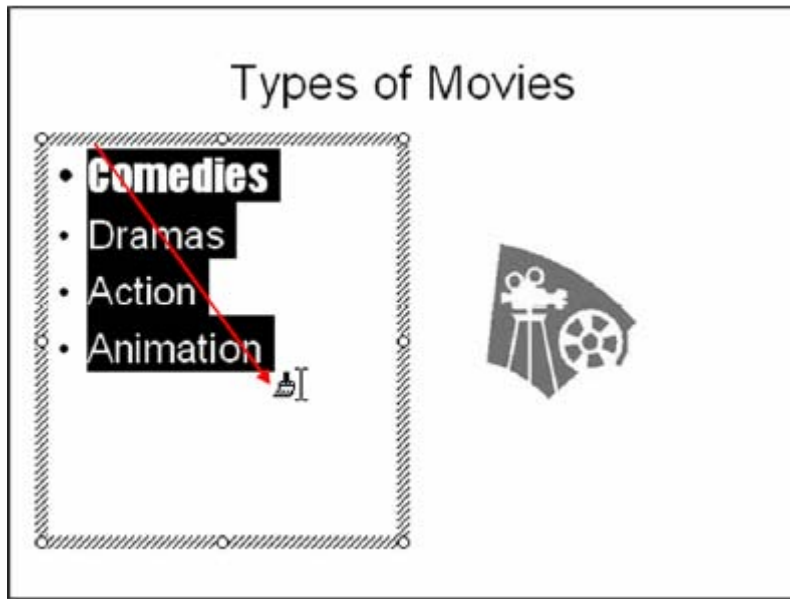 Types of Movies
• Comedies
• Dramas
• Action
• Animation